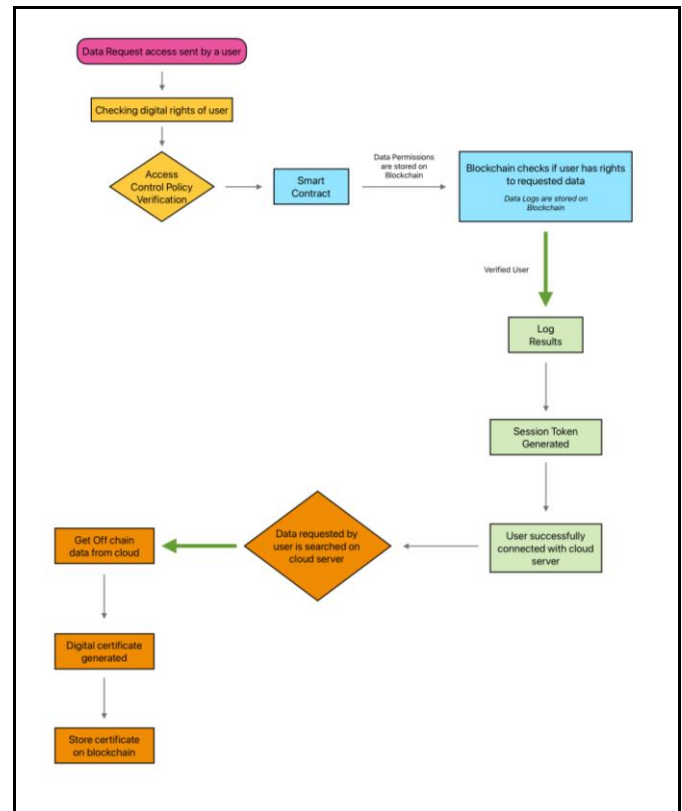 Data Request access sent by a user
Checking digital rights of user
Access
Control Policy
Verification
Smart
Contract
Data Permissions
are stored on
Blockchain
Blockchain checks if user has rights
to requested data
Data Logs are stored on
Blockchain
Verified User
Log
Results
Session Token
Generated
User successfully
connected with cloud
server
Data requested by
user is searched on
cloud server
Get Off chain
data from cloud
Digital certificate
generated
Store certificate
on blockchain